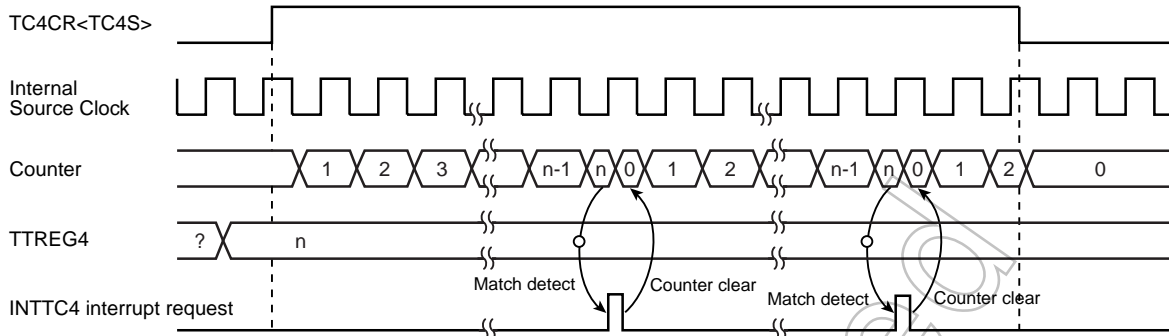 TC4CR<TC4S>
Internal
Source Clock
Counter
1 2 3 n-1 n 0 1 2 n-1 n 0 1 2 0
TTREG4
? n
Match detect Counter clear Match detect Counter clear
INTTC4 interrupt request